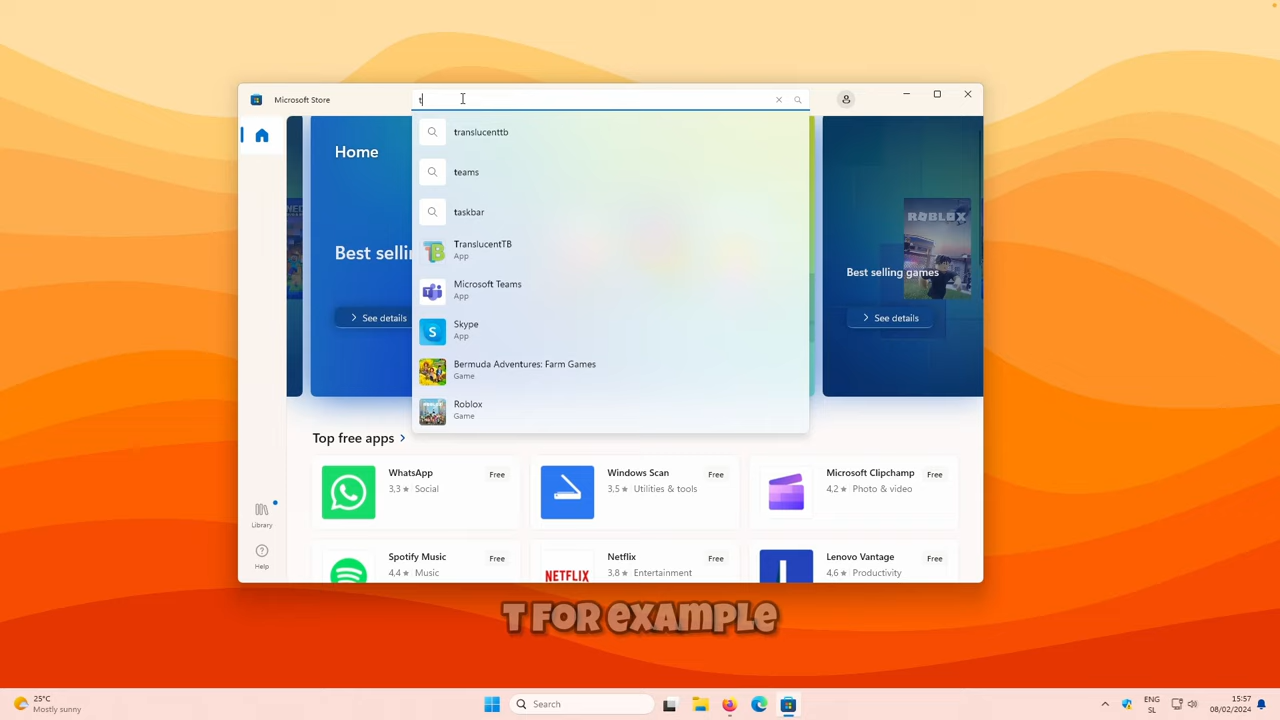 Microsoft Store
t
translucenttb
teams
taskbar
TranslucentTB
App
Microsoft Teams
App
Skype
App
Bermuda Adventures: Farm Games
Game
Roblox
Game
Home
Best selli
See details
ROBLOX
Best selling games
See details
Top free apps
WhatsApp
Free
3,3 ★ Social
Windows Scan
Free
3,5 ★ Utilities & tools
Microsoft Clipchamp
Free
4,2 ★ Photo & video
Spotify Music
Free
4,4 ★ Music
NETFLIX
Netflix
Free
3,8 ★ Entertainment
Lenovo Vantage
Free
4,6 ★ Productivity
Library
Help
T FOR EXAMPLE
25°C
Mostly sunny
Search
ENG
SL
15:57
08/02/2024